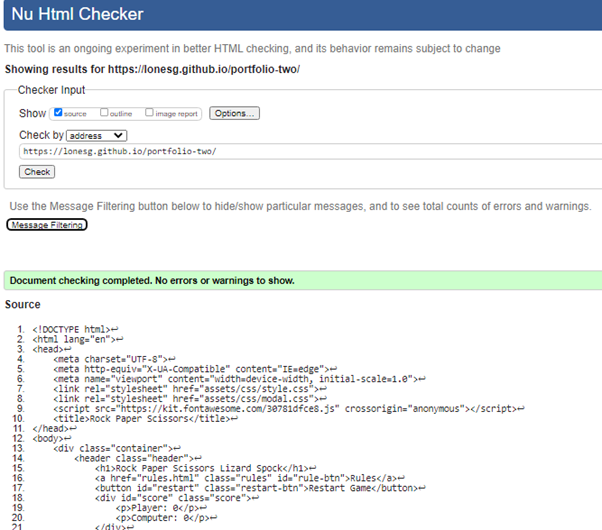 Nu Html Checker
This tool is an ongoing experiment in better HTML checking, and its behavior remains subject to change
Showing results for https://lonesg.github.io/portfolio-two/
Checker Input
Show source outline image report Options...
Check by address
https://lonesg.github.io/portfolio-two/
Check
Use the Message Filtering button below to hide/show particular messages, and to see total counts of errors and warnings.
Message Filtering
Document checking completed. No errors or warnings to show.
Source
1. <!DOCTYPE html>↩
2. <html lang="en">↩
3. <head>↩
4. <meta charset="UTF-8">↩
5. <meta http-equiv="X-UA-Compatible" content="IE=edge">↩
6. <meta name="viewport" content="width=device-width, initial-scale=1.0">↩
7. <link rel="stylesheet" href="assets/css/style.css">↩
8. <link rel="stylesheet" href="assets/css/modal.css">↩
9. <script src="https://kit.fontawesome.com/30781dfce8.js" crossorigin="anonymous"></script>↩
10. <title>Rock Paper Scissors</title>↩
11. </head>↩
12. <body>↩
13. <div class="container">↩
14. <header class="header">↩
15. <h1>Rock Paper Scissors Lizard Spock</h1>↩
16. <a href="rules.html" class="rules" id="rule-btn">Rules</a>↩
17. <button id="restart" class="restart-btn">Restart Game</button>↩
18. <div id="score" class="score">↩
19. <p>Player: 0</p>↩
20. <p>Computer: 0</p>↩
21. </div>↩